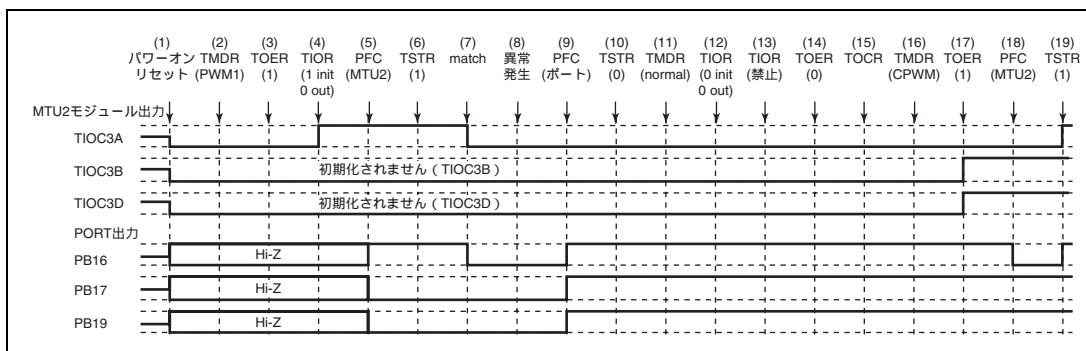 (1) (2) (3) (4) (5) (6) (7) (8) (9) (10) (11) (12) (13) (14) (15) (16) (17) (18) (19)
パワーオン TMDR TOER TIOR PFC TSTR match 異常 PFC TSTR TMDR TIOR TIOR TOER TOCR TMDR TOER PFC TSTR
リセット (PWM1) (1) (1 init (MTU2) (1) 発生 (ポート) (0) (normal) (0 init (禁止) (0) (CPWM) (1) (MTU2) (1)
0 out) 0 out)
MTU2モジュール出力
TIOC3A
TIOC3B 初期化されません(TIOC3B)
TIOC3D 初期化されません(TIOC3D)
PORT出力
PB16 Hi-Z
PB17 Hi-Z
PB19 Hi-Z